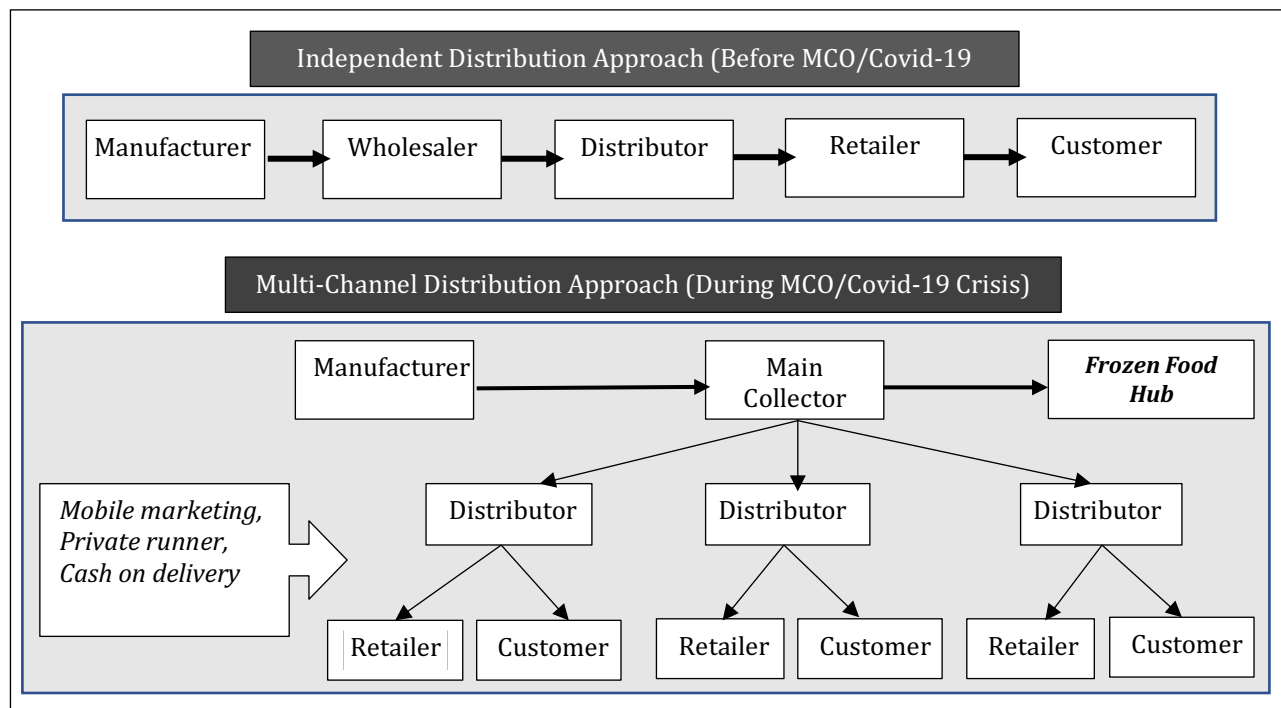 Independent Distribution Approach (Before MCO/Covid-19
Manufacturer
Wholesaler
Distributor
Retailer
Customer
Multi-Channel Distribution Approach (During MCO/Covid-19 Crisis)
Manufacturer
Main
Collector
Frozen Food
Hub
Mobile marketing,
Private runner,
Cash on delivery
Distributor
Distributor
Distributor
Retailer
Customer
Retailer
Customer
Retailer
Customer